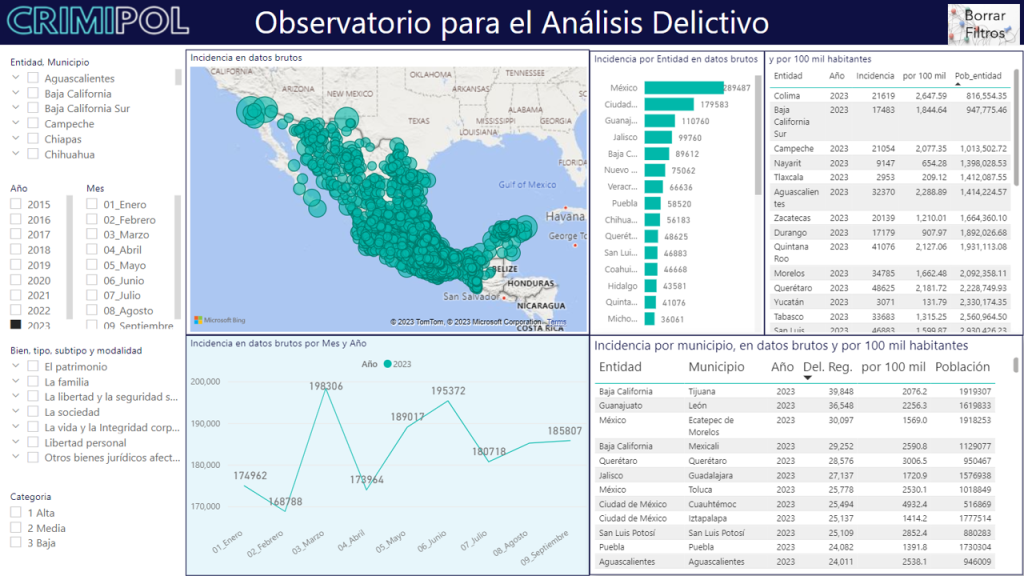 CRIMIPOL
Observatorio para el Análisis Delictivo
Borrar
Filtros
Entidad, Municipio
Aguascalientes
Baja California
Baja California Sur
Campeche
Chiapas
Chihuahua
Año
2015
2016
2017
2018
2019
2020
2021
2022
2023
Mes
01_Enero
02_Febrero
03_Marzo
04_Abril
05_Mayo
06_Junio
07_Julio
08_Agosto
09_Septiembre
Bien, tipo, subtipo y modalidad
El patrimonio
La familia
La libertad y la seguridad s...
La sociedad
La vida y la Integridad corp...
Libertad personal
Otros bienes jurídicos afect...
Categoria
1 Alta
2 Media
3 Baja
Incidencia en datos brutos
CALIFORNIA
OKLAHOMA
TENNESSEE
ARIZONA
NEW MEXICO
ARKANSAS
TEXAS
MISSISSIPPI
ALABAMA
GEORGIA
LOUISIANA
FLORIDA
Gulf of Mexico
Havana
George To
BELIZE
HONDURAS
San Salvador
NICARAGUA
COSTA RICA
Microsoft Bing
© 2023 TomTom, © 2023 Microsoft Corporation Terms
Incidencia por Entidad en datos brutos
México 289487
Ciudad... 179583
Guanaj... 110760
Jalisco 99760
Baja C... 89612
Nuevo ... 75062
Veracr... 66636
Puebla 58520
Chihua... 56183
Querét... 48625
San Lui... 46883
Coahui... 46668
Hidalgo 43581
Quinta... 41076
Micho... 36061
y por 100 mil habitantes
Entidad Año Incidencia por 100 mil Pob_entidad
Colima 2023 21619 2,647.59 816,554.35
Baja 2023 17483 1,844.64 947,775.46
California
Sur
Campeche 2023 21054 2,077.35 1,013,502.72
Nayarit 2023 9147 654.28 1,398,028.53
Tlaxcala 2023 2953 209.12 1,412,087.55
Aguascalien 2023 32370 2,288.89 1,414,224.57
tes
Zacatecas 2023 20139 1,210.01 1,664,360.10
Durango 2023 17179 907.97 1,892,026.68
Quintana 2023 41076 2,127.06 1,931,113.08
Roo
Morelos 2023 34785 1,662.48 2,092,358.11
Querétaro 2023 48625 2,181.72 2,228,749.93
Yucatán 2023 3071 131.79 2,330,174.35
Tabasco 2023 33683 1,315.25 2,560,964.50
San Luis 2023 46883 1,599.87 2,930,426.23
Incidencia en datos brutos por Mes y Año
Año 2023
200,000
190,000
180,000
170,000
174962
168788
198306
173964
189017
195372
180718
185807
01_Enero
02_Febrero
03_Marzo
04_Abril
05_Mayo
06_Junio
07_Julio
08_Agosto
09_Septiembre
Incidencia por municipio, en datos brutos y por 100 mil habitantes
Entidad Municipio Año Del. Reg. por 100 mil Población
Baja California Tijuana 2023 39,848 2076.2 1919307
Guanajuato León 2023 36,548 2256.3 1619833
México Ecatepec de 2023 30,097 1569.0 1918253
Morelos
Baja California Mexicali 2023 29,252 2590.8 1129077
Querétaro Querétaro 2023 28,576 3006.5 950467
Jalisco Guadalajara 2023 27,137 1720.9 1576938
México Toluca 2023 25,778 2530.1 1018849
Ciudad de México Cuauhtémoc 2023 25,494 4932.4 516869
Ciudad de México Iztapalapa 2023 25,137 1414.2 1777514
San Luis Potosí San Luis Potosí 2023 25,109 2852.4 880283
Puebla Puebla 2023 24,082 1391.8 1730304
Aguascalientes Aguascalientes 2023 24,011 2538.1 946009